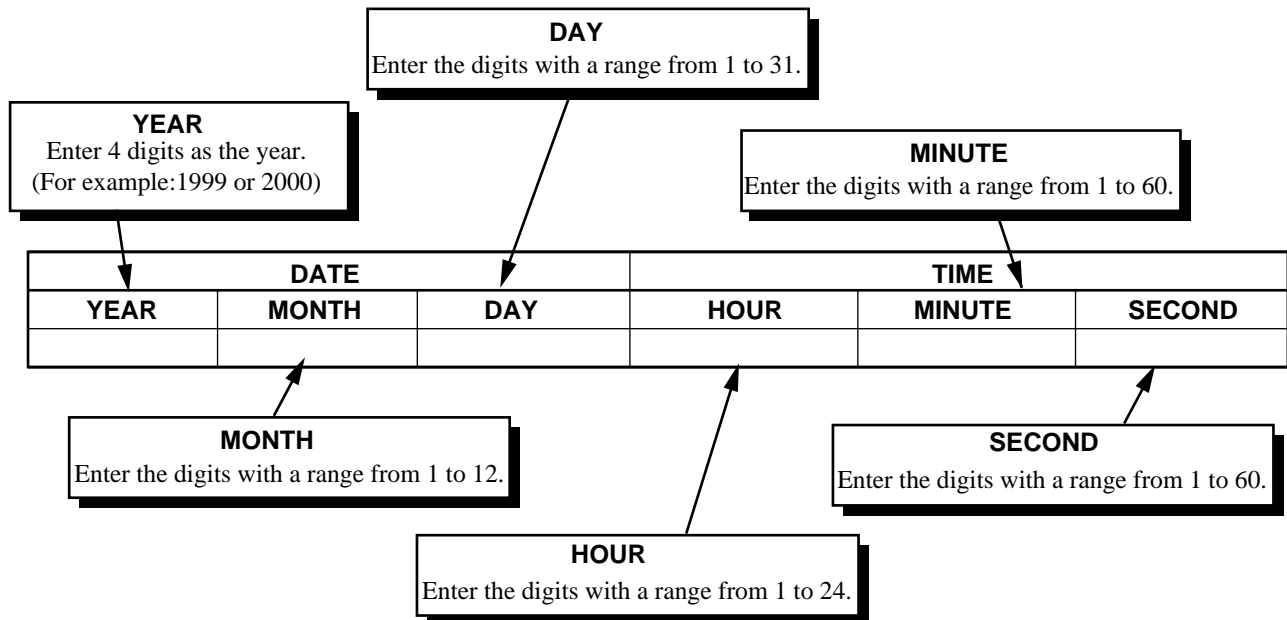 DAY
Enter the digits with a range from 1 to 31.
YEAR
Enter 4 digits as the year.
(For example:1999 or 2000)
MINUTE
Enter the digits with a range from 1 to 60.
DATE TIME
YEAR MONTH DAY HOUR MINUTE SECOND
MONTH
Enter the digits with a range from 1 to 12.
SECOND
Enter the digits with a range from 1 to 60.
HOUR
Enter the digits with a range from 1 to 24.